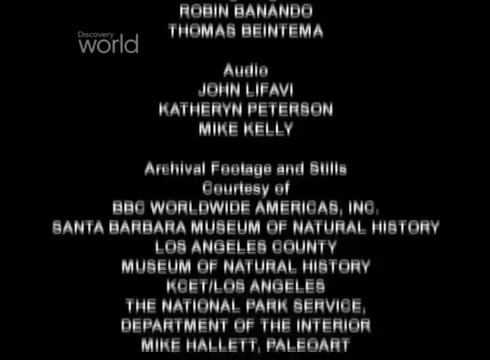 ROBIN BANANDO
THOMAS BEINTEMA
Discovery
world
Audio
JOHN LIFAVI
KATHERYN PETERSON
MIKE KELLY
Archival Footage and Stills
Courtesy of
BBC WORLDWIDE AMERICAS, INC.
SANTA BARBARA MUSEUM OF NATURAL HISTORY
LOS ANGELES COUNTY
MUSEUM OF NATURAL HISTORY
KCET/LOS ANGELES
THE NATIONAL PARK SERVICE,
DEPARTMENT OF THE INTERIOR
MIKE HALLETT, PALEOART